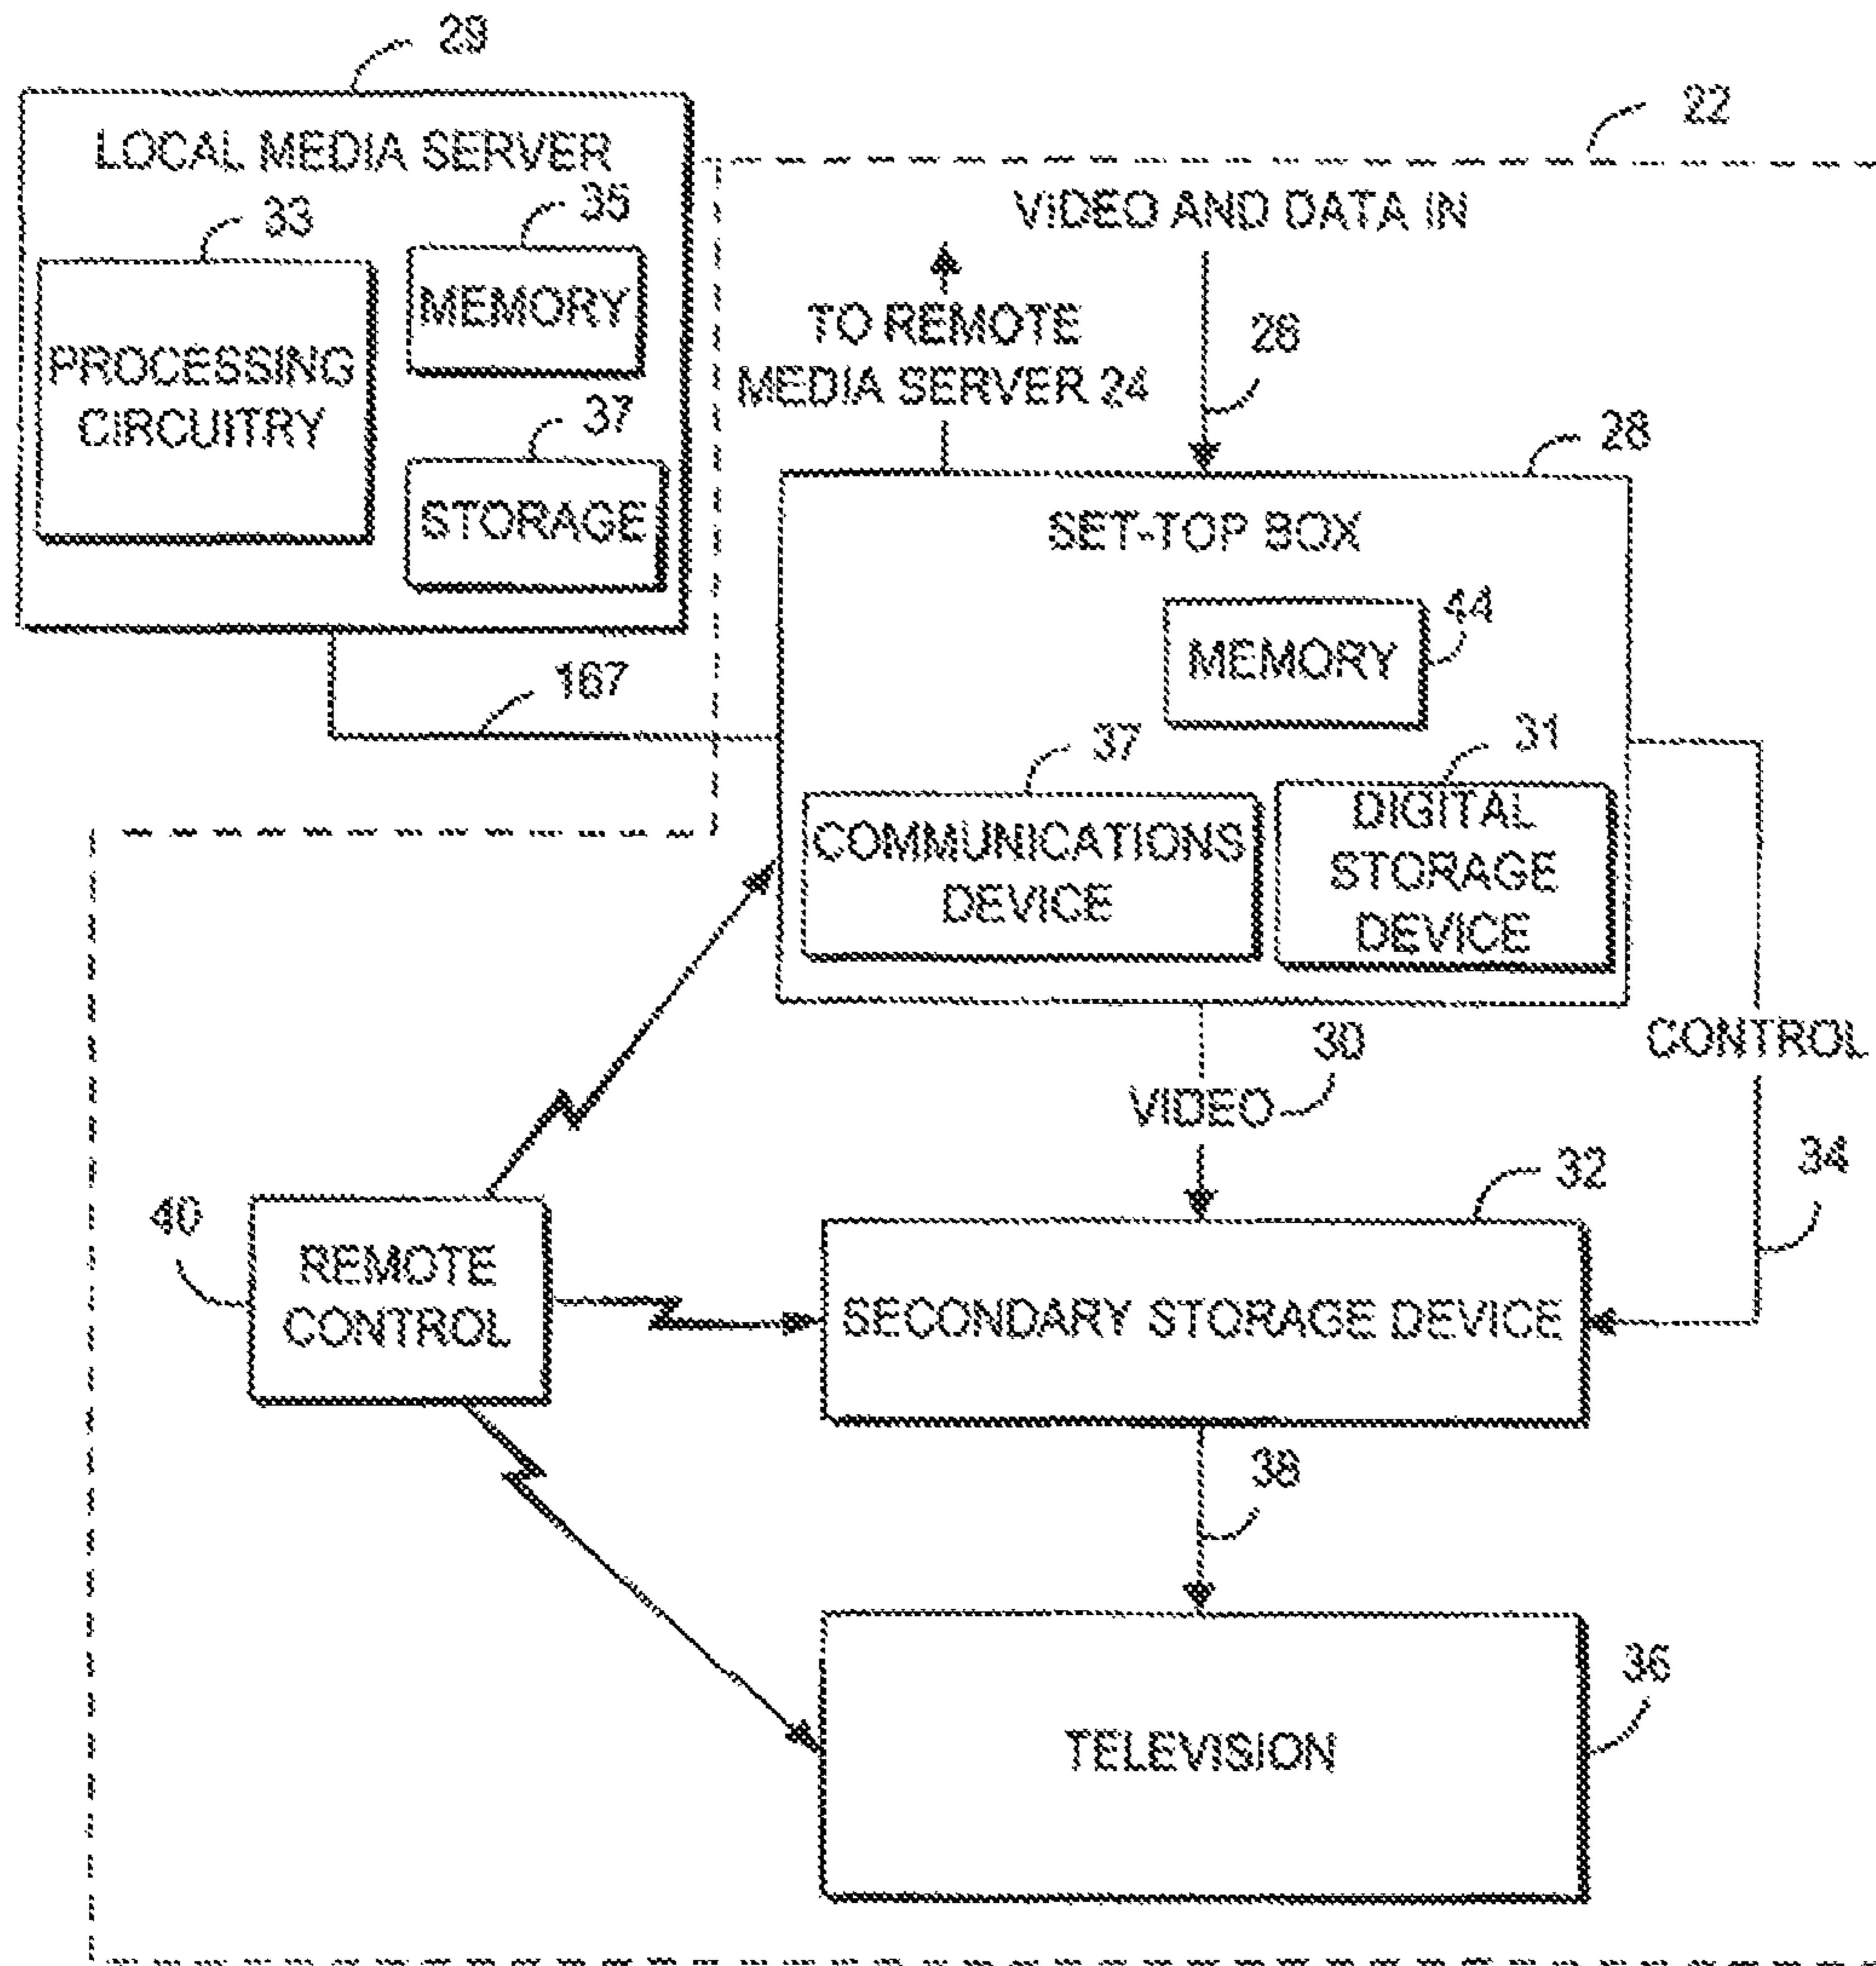 29
LOCAL MEDIA SERVER
22
VIDEO AND DATA IN
33
35
PROCESSING
CIRCUITRY
MEMORY
37
STORAGE
TO REMOTE
MEDIA SERVER 24
26
28
SET-TOP BOX
44
MEMORY
167
37
31
COMMUNICATIONS
DEVICE
DIGITAL
STORAGE
DEVICE
30
VIDEO
CONTROL
34
32
40
REMOTE
CONTROL
SECONDARY STORAGE DEVICE
38
36
TELEVISION